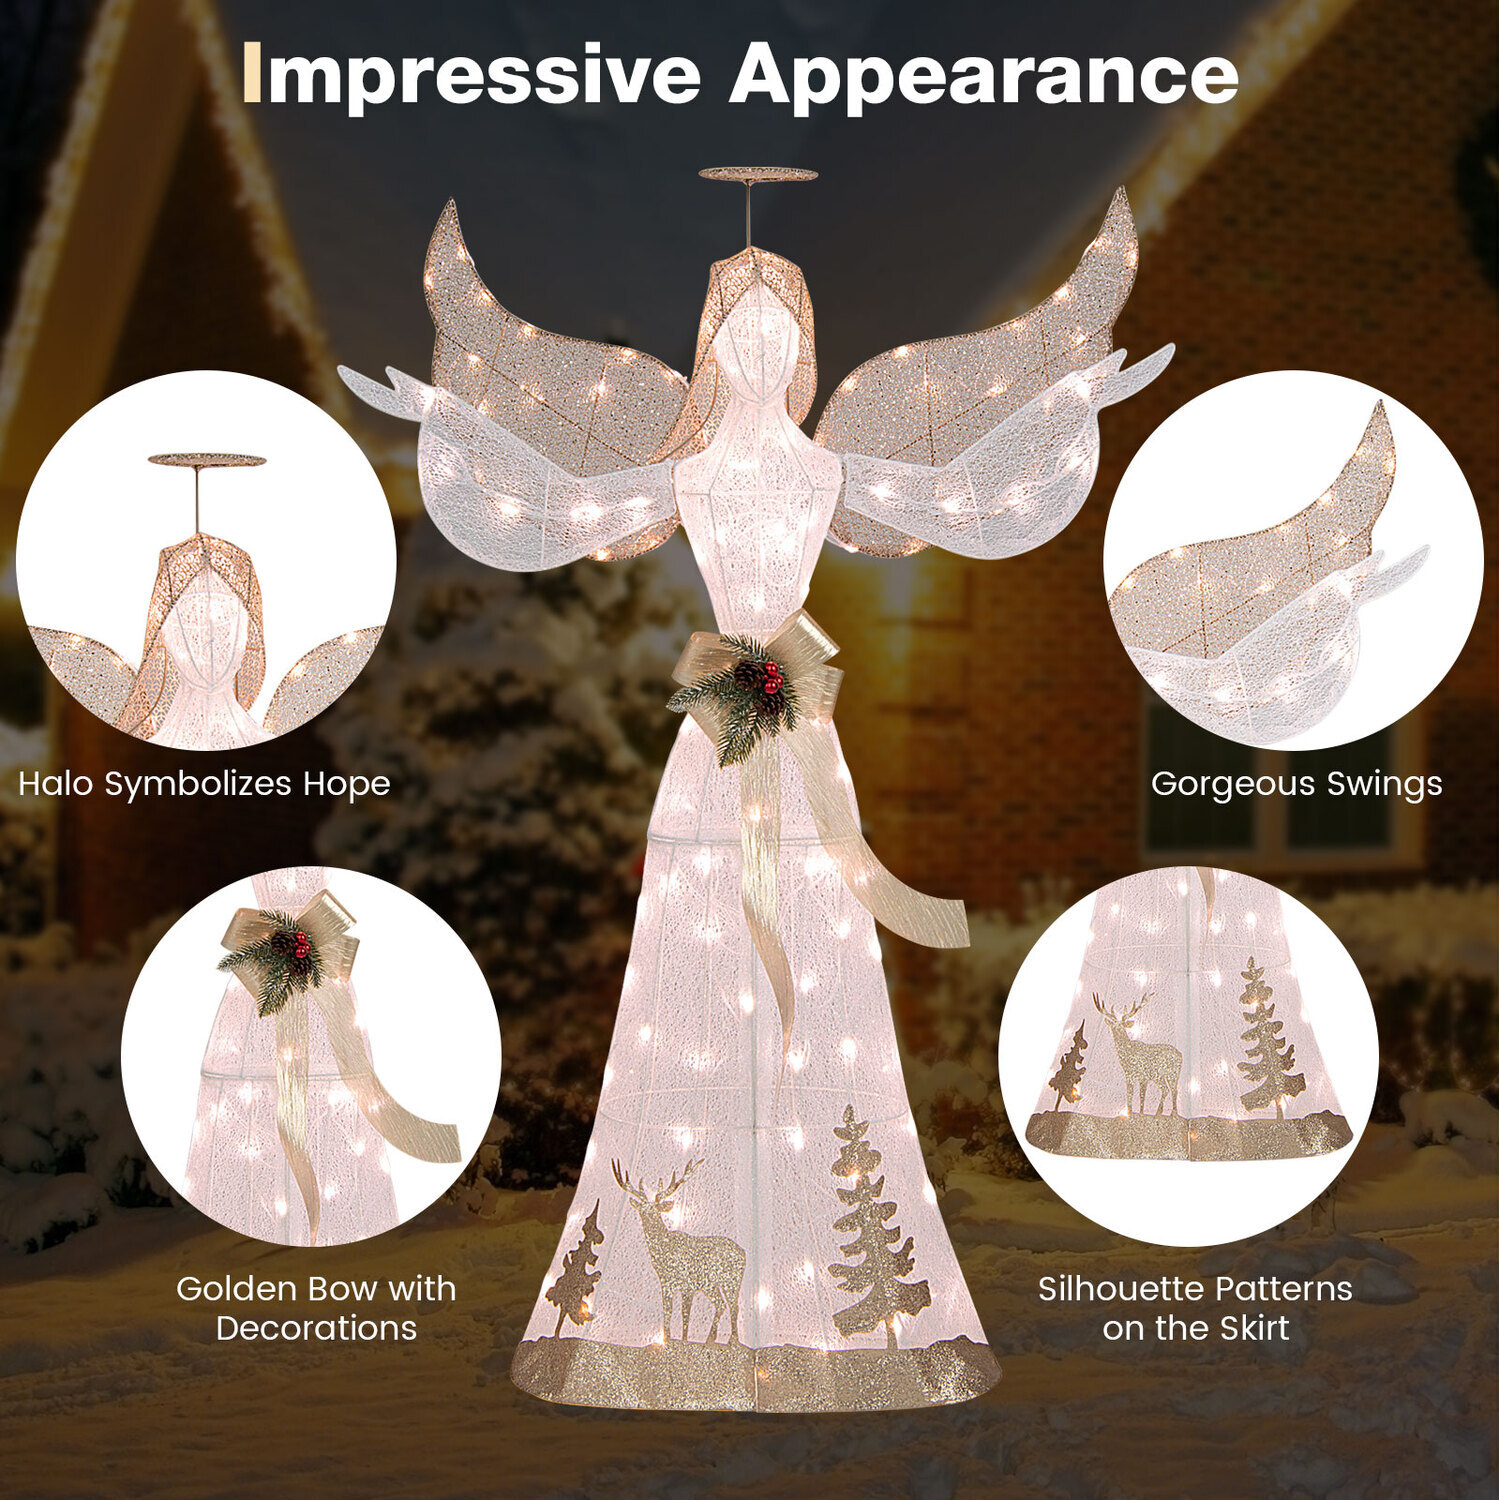 Impressive Appearance
Halo Symbolizes Hope
Gorgeous Swings
Golden Bow with
Decorations
Silhouette Patterns
on the Skirt